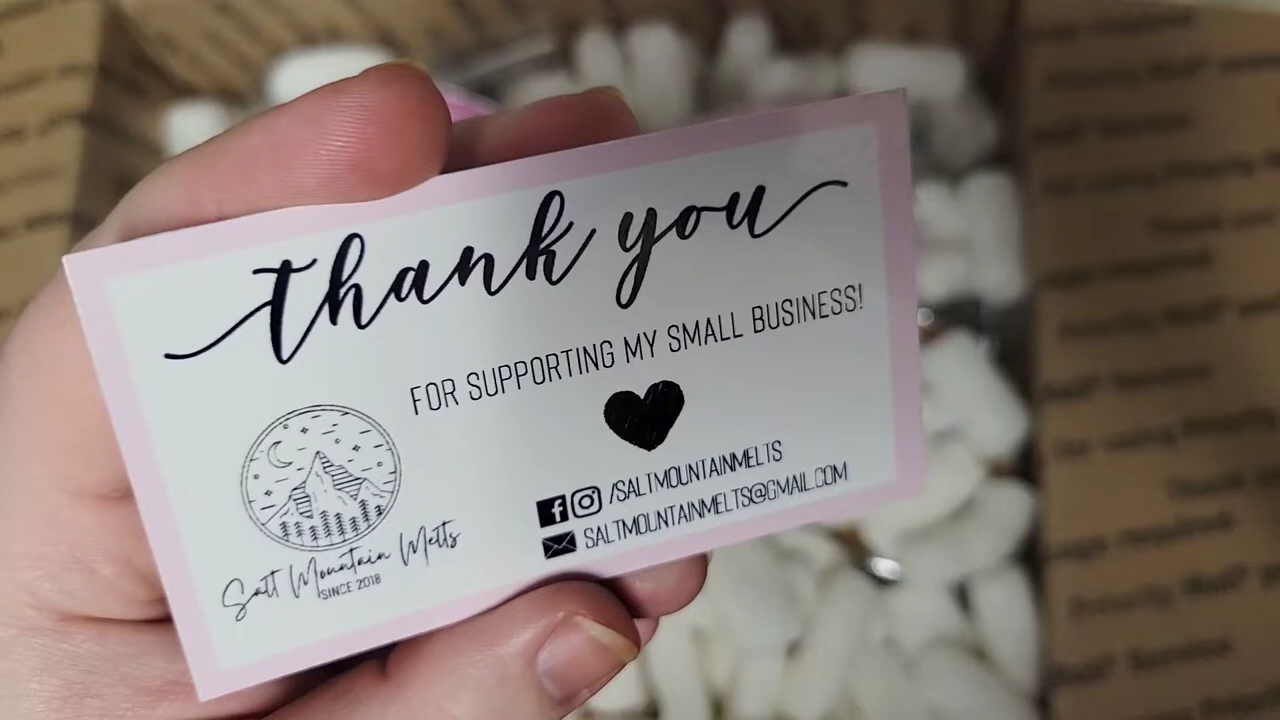 thank you
FOR SUPPORTING MY SMALL BUSINESS!
/SALTMOUNTAINMELTS
SALTMOUNTAINMELTS@GMAIL.COM
Salt Mountain Melts
SINCE 2018